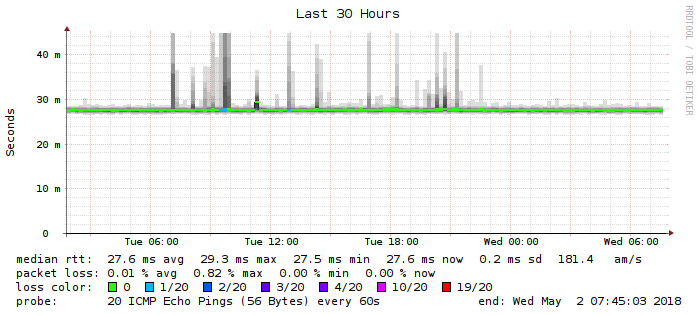 Last 30 Hours
RRDTOOL / TOBI OETIKER
Seconds
40 m
30 m
20 m
10 m
0
Tue 06:00 Tue 12:00 Tue 18:00 Wed 00:00 Wed 06:00
median rtt: 27.6 ms avg 29.3 ms max 27.5 ms min 27.6 ms now 0.2 ms sd 181.4 am/s
packet loss: 0.01 % avg 0.82 % max 0.00 % min 0.00 % now
loss color: 0 1/20 2/20 3/20 4/20 10/20 19/20
probe: 20 ICMP Echo Pings (56 Bytes) every 60s end: Wed May 2 07:45:03 2018